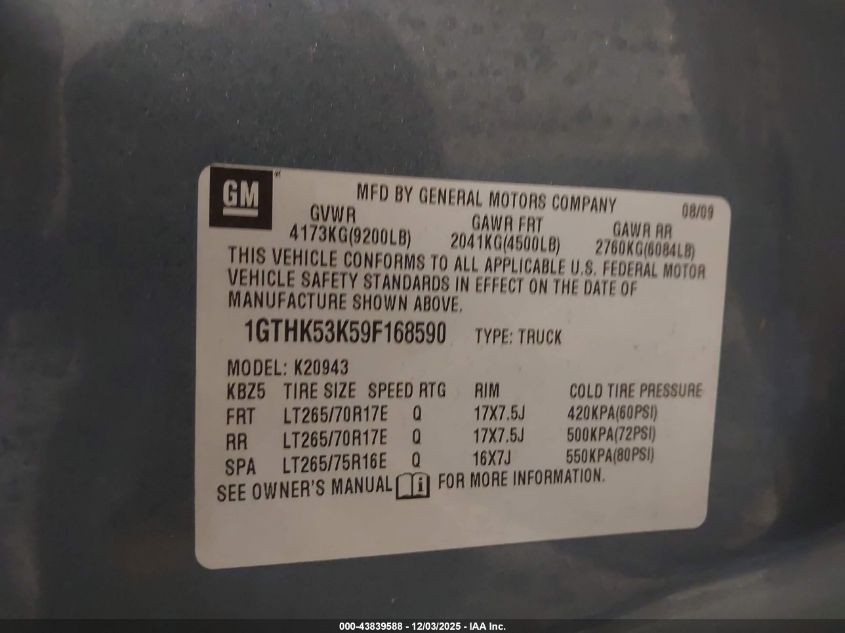 GM
MFD BY GENERAL MOTORS COMPANY 08/09
GVWR GAWR FRT GAWR RR
4173KG(9200LB) 2041KG(4500LB) 2760KG(6084LB)
THIS VEHICLE CONFORMS TO ALL APPLICABLE U.S. FEDERAL MOTOR
VEHICLE SAFETY STANDARDS IN EFFECT ON THE DATE OF
MANUFACTURE SHOWN ABOVE.
1GTHK53K59F168590 TYPE: TRUCK
MODEL: K20943
KBZ5 TIRE SIZE SPEED RTG RIM COLD TIRE PRESSURE
FRT LT265/70R17E Q 17X7.5J 420KPA(60PSI)
RR LT265/70R17E Q 17X7.5J 500KPA(72PSI)
SPA LT265/75R16E Q 16X7J 550KPA(80PSI)
SEE OWNER'S MANUAL i FOR MORE INFORMATION.
000-43839588 - 12/03/2025 - IAA Inc.